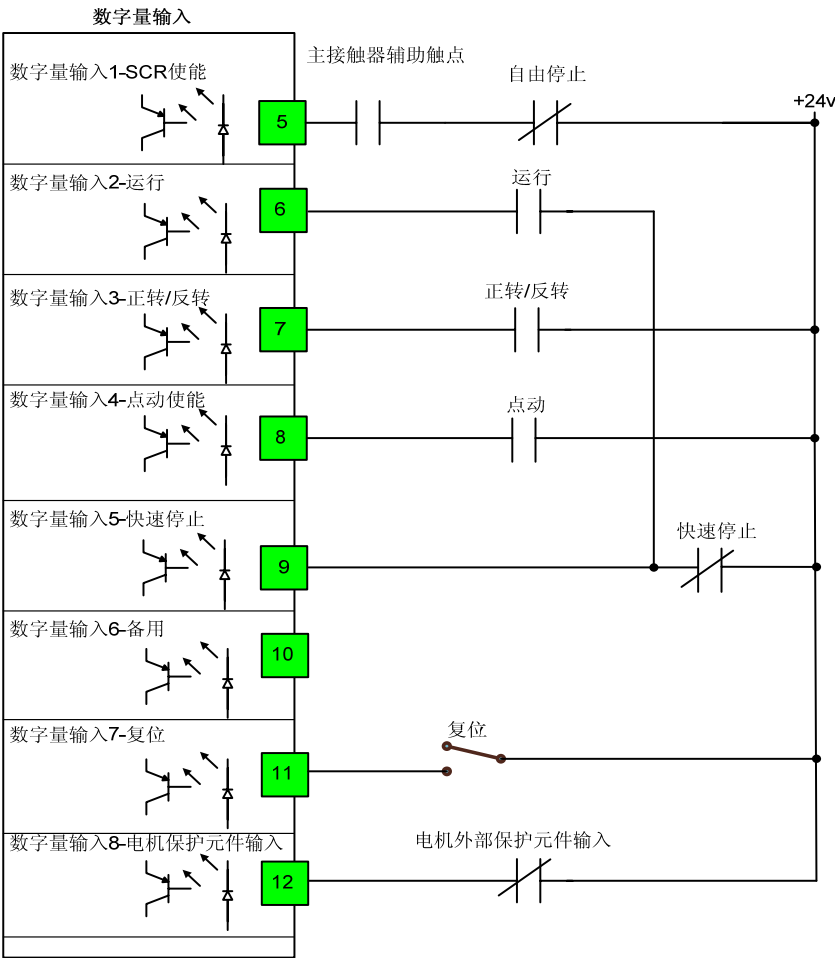 数字量输入
主接触器辅助触点
数字量输入1-SCR使能
自由停止
+24v
5
数字量输入2-运行
运行
6
数字量输入3-正转/反转
正转/反转
7
数字量输入4-点动使能
点动
8
数字量输入5-快速停止
快速停止
9
数字量输入6-备用
10
数字量输入7-复位
复位
11
数字量输入8-电机保护元件输入
电机外部保护元件输入
12